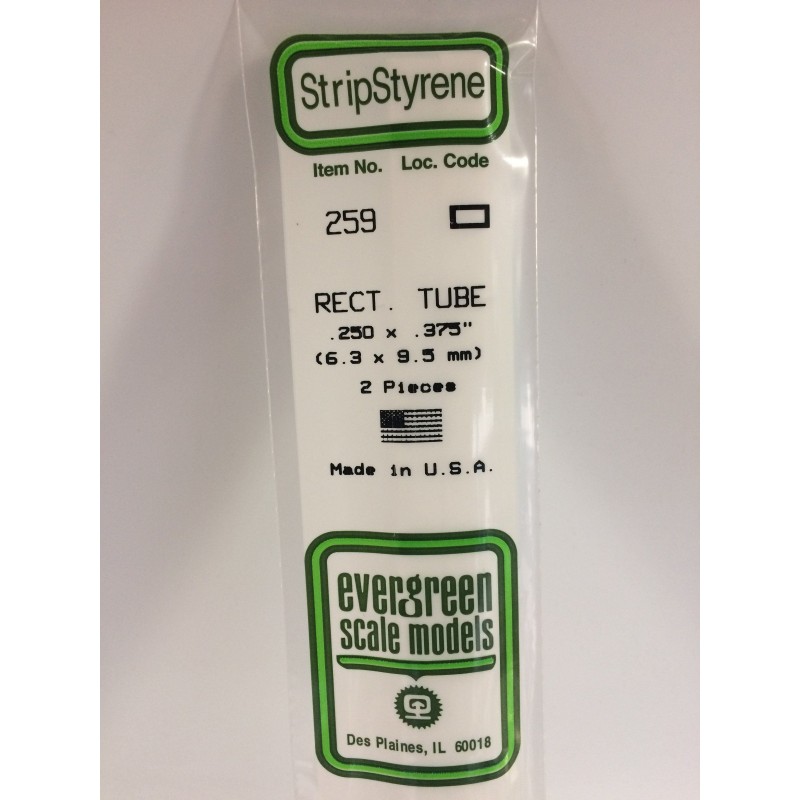 StripStyrene
Item No. Loc. Code
259
RECT. TUBE
.250 x .375"
(6.3 x 9.5 mm)
2 Pieces
Made in U.S.A.
evergreen
scale models
Des Plaines, IL 60018